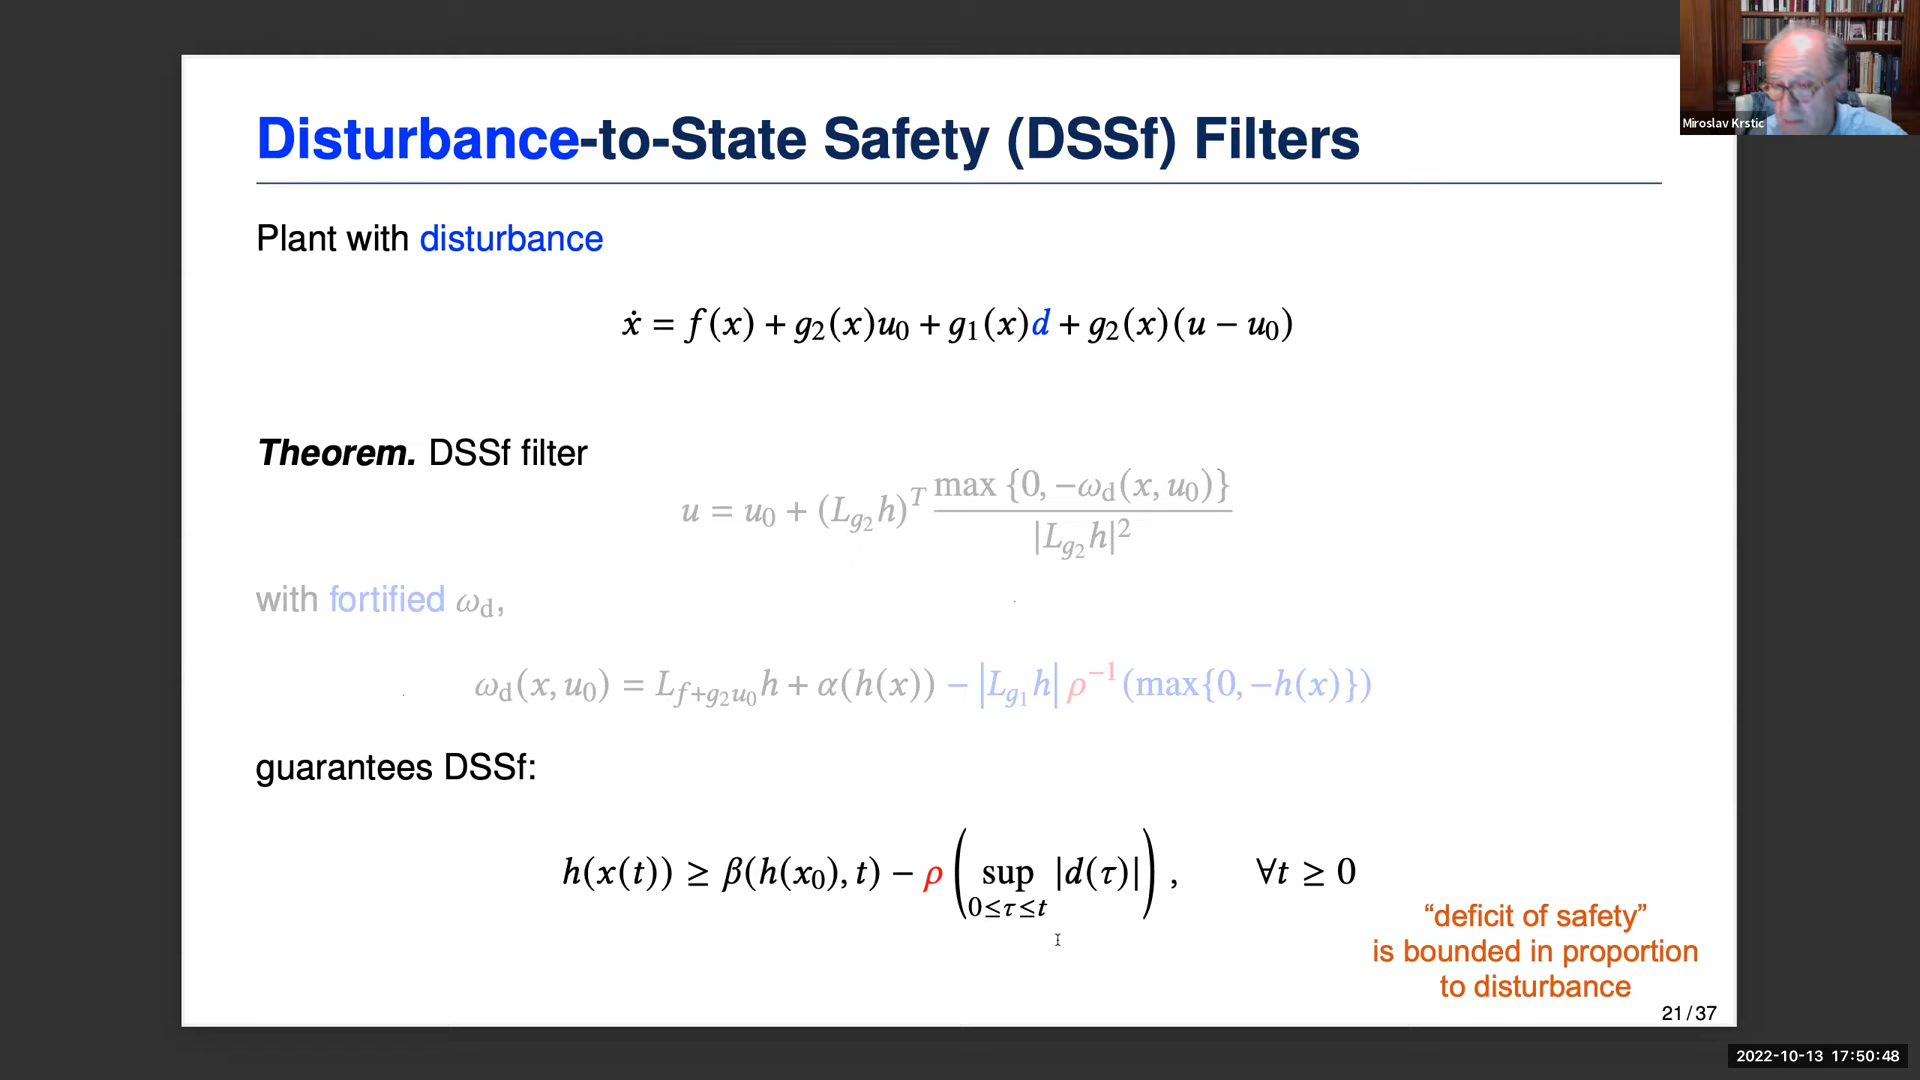 Miroslav Krstic
Disturbance-to-State Safety (DSSf) Filters
Plant with disturbance
ẋ = f(x) + g₂(x)u₀ + g₁(x)d + g₂(x)(u − u₀)
Theorem. DSSf filter
u = u₀ + (L_{g₂}h)^T max {0, −ω_d(x, u₀)} / |L_{g₂}h|²
with fortified ω_d,
ω_d(x, u₀) = L_{f+g₂u₀}h + α(h(x)) − |L_{g₁}h| ρ⁻¹(max{0, −h(x)})
guarantees DSSf:
h(x(t)) ≥ β(h(x₀), t) − ρ ( sup_{0≤τ≤t} |d(τ)| ) , ∀t ≥ 0
“deficit of safety”
is bounded in proportion
to disturbance
21/37
2022-10-13 17:50:48